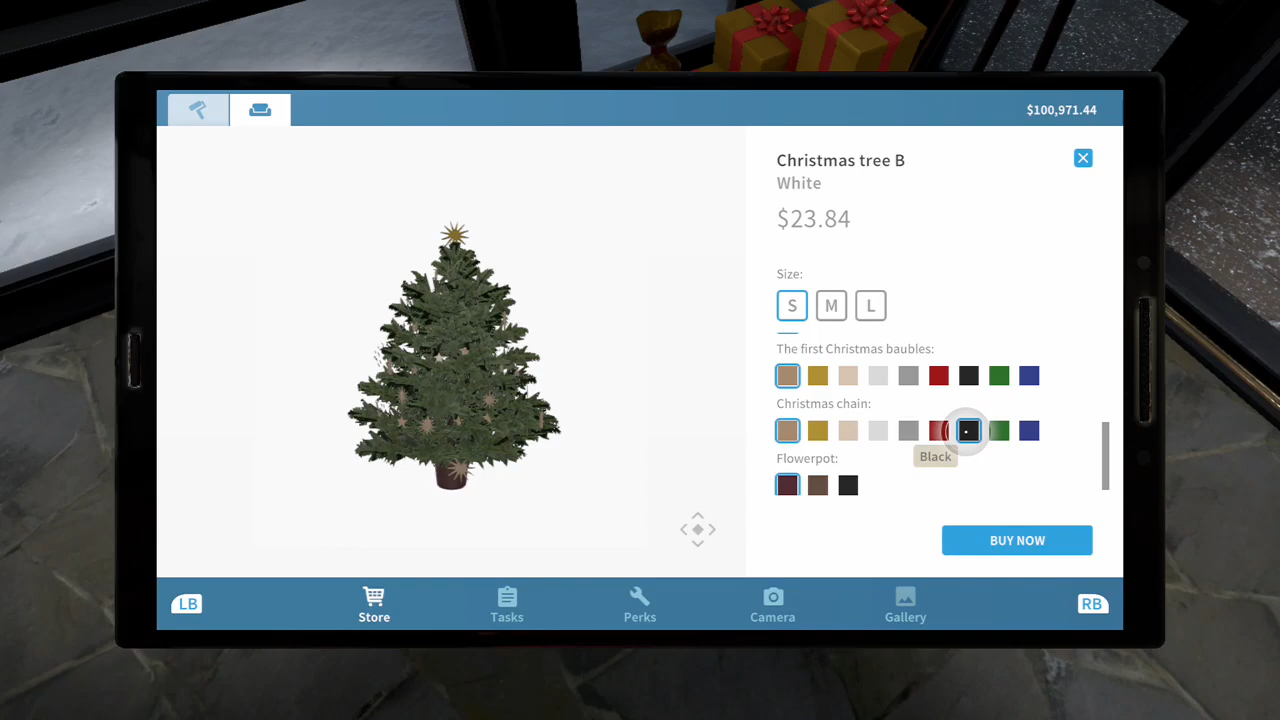 $100,971.44
Christmas tree B
White
$23.84
Size:
S M L
The first Christmas baubles:
Christmas chain:
Black
Flowerpot:
BUY NOW
LB
Store
Tasks
Perks
Camera
Gallery
RB